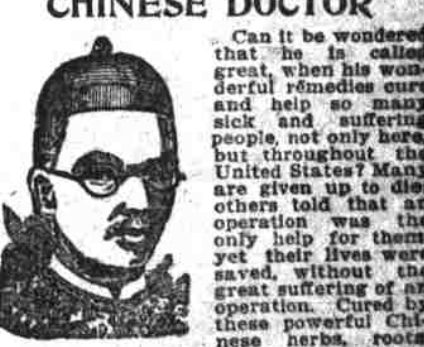 CHINESE DOCTOR
Can it be wondered
that he is called
great, when his won-
derful remedies cure
and help so many
sick and suffering
people, not only here,
but throughout the
United States? Many
are given up to die;
others told that an
operation was the
only help for them,
yet their lives were
saved, without the
great suffering of an
operation. Cured by
these powerful Chi-
nese herbs, roots